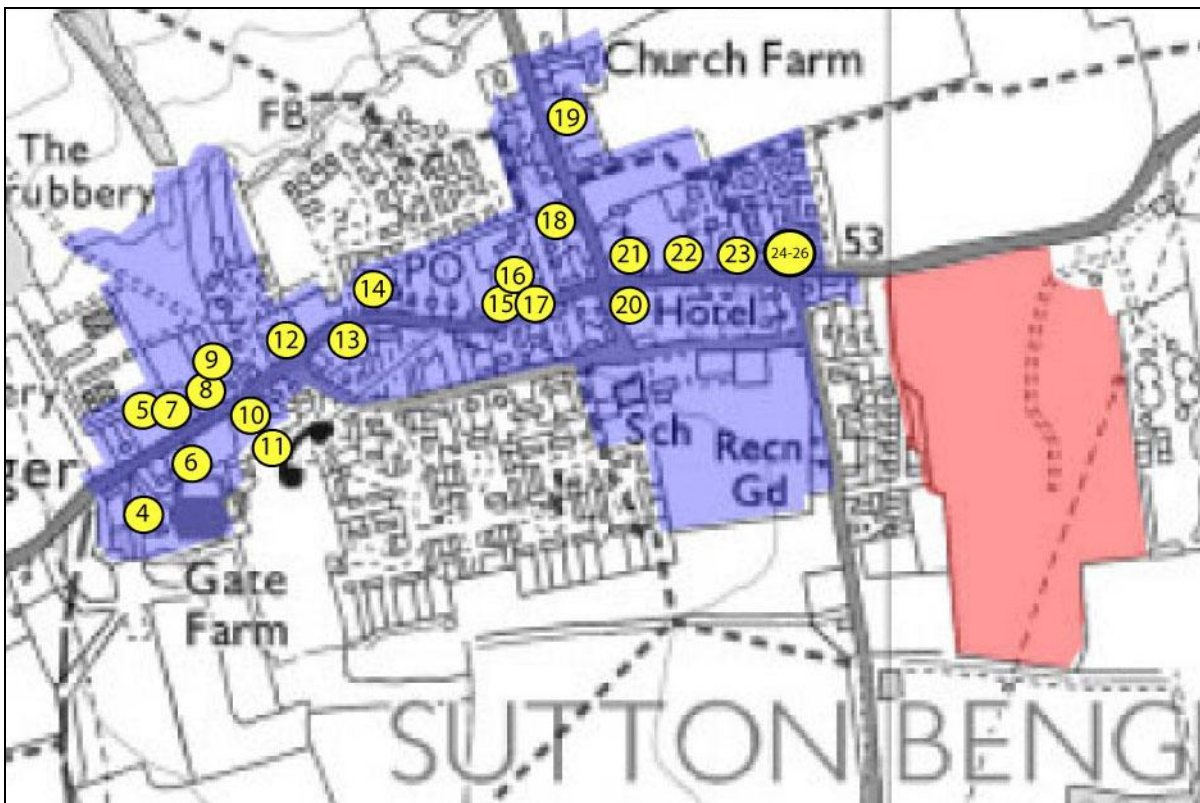 Church Farm
19
FB
The
rubbery
18
53
21
22
23
24-26
PO
16
14
15
17
20
Hotel
12
13
9
8
5
7
10
ery
Sch
Recn
Gd
11
6
ger
4
Gate
Farm
SUTTON BENG